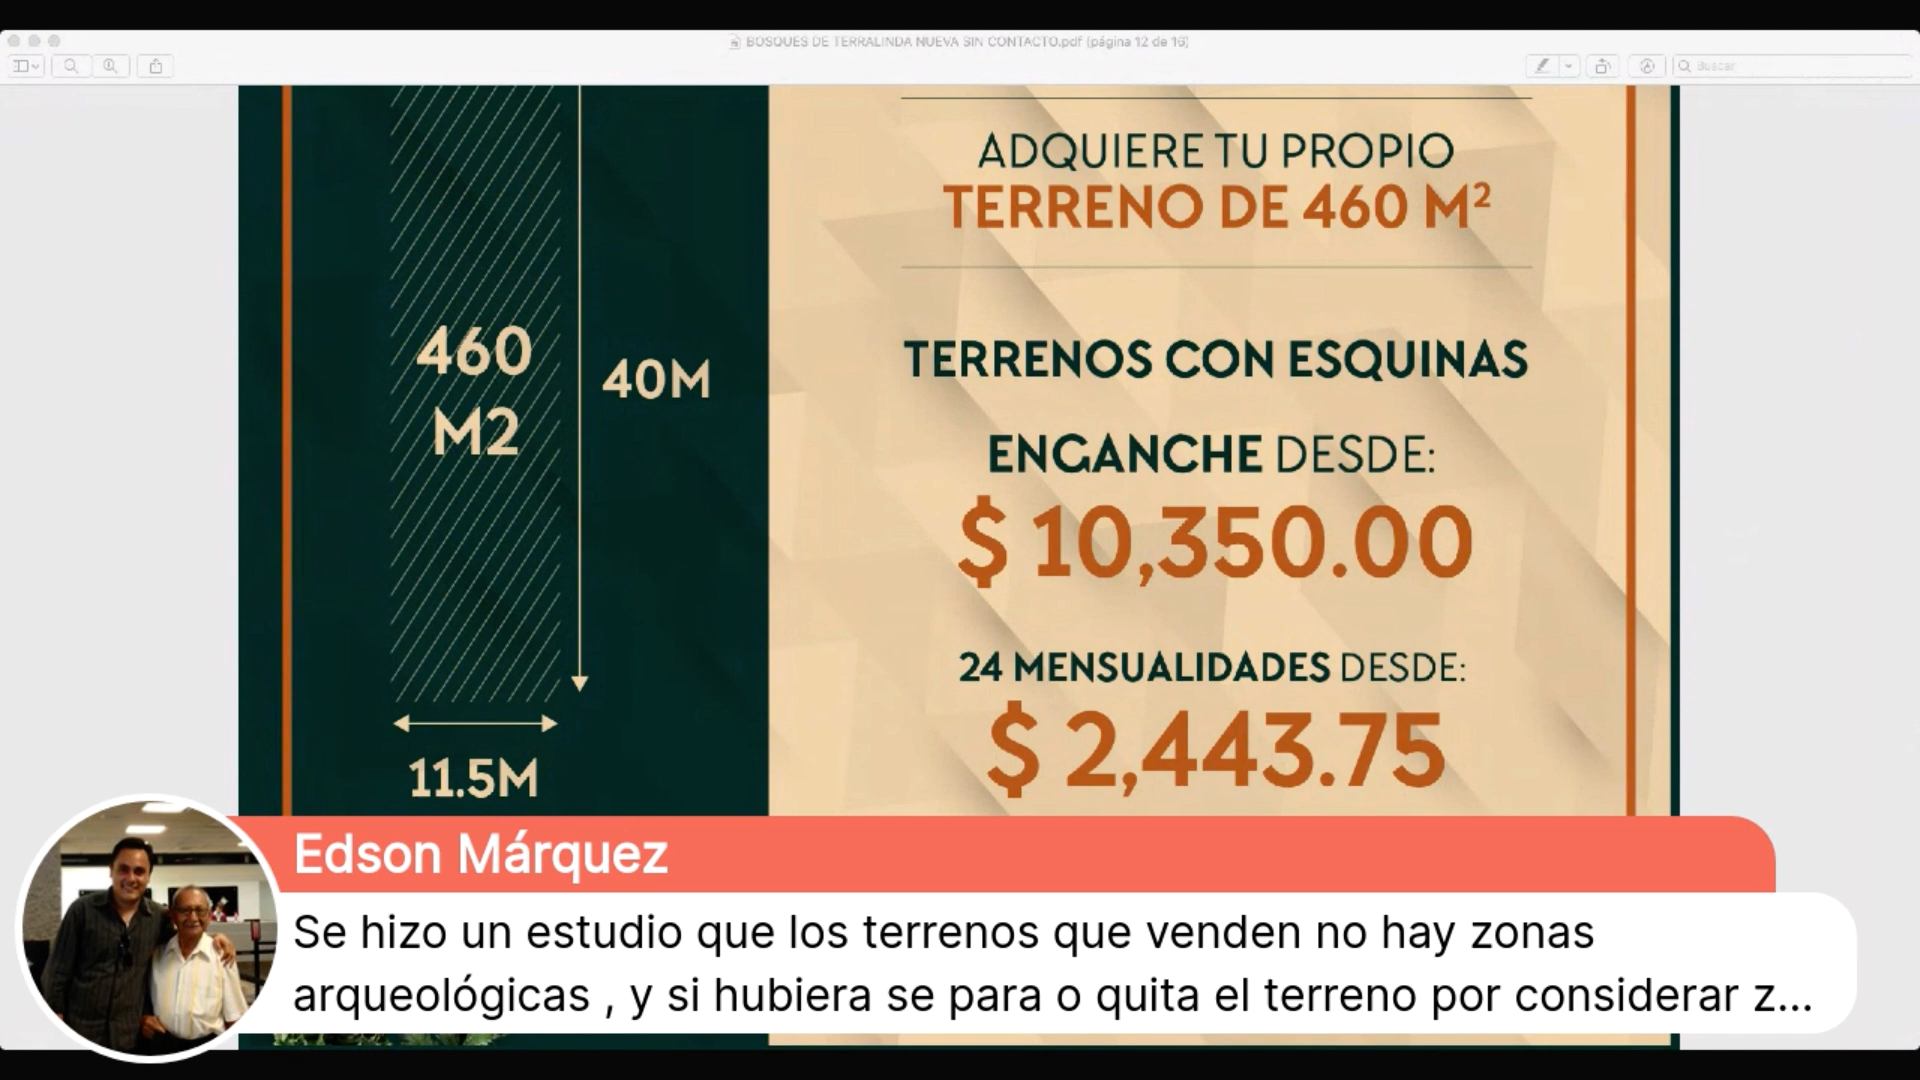 BOSQUES DE TERRALINDA NUEVA SIN CONTACTO.pdf (página 12 de 16)
Buscar
460
M2
40M
11.5M
ADQUIERE TU PROPIO
TERRENO DE 460 M²
TERRENOS CON ESQUINAS
ENGANCHE DESDE:
$ 10,350.00
24 MENSUALIDADES DESDE:
$ 2,443.75
Edson Márquez
Se hizo un estudio que los terrenos que venden no hay zonas
arqueológicas , y si hubiera se para o quita el terreno por considerar z...